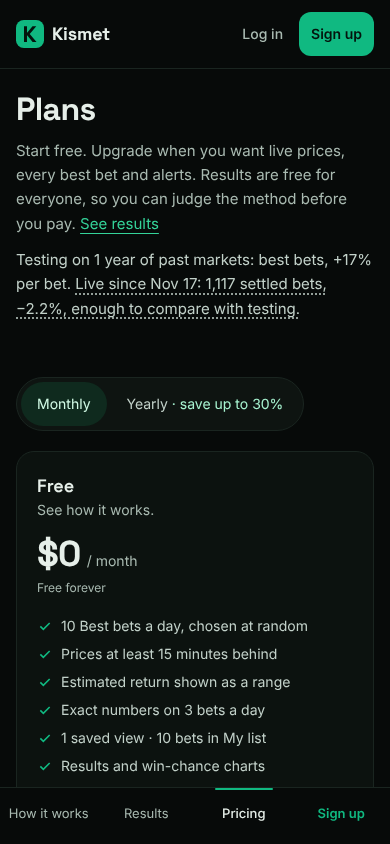 K Kismet
Log in
Sign up
Plans
Start free. Upgrade when you want live prices,
every best bet and alerts. Results are free for
everyone, so you can judge the method before
you pay. See results
Testing on 1 year of past markets: best bets, +17%
per bet. Live since Nov 17: 1,117 settled bets,
−2.2%, enough to compare with testing.
Monthly
Yearly · save up to 30%
Free
See how it works.
$0 / month
Free forever
10 Best bets a day, chosen at random
Prices at least 15 minutes behind
Estimated return shown as a range
Exact numbers on 3 bets a day
1 saved view · 10 bets in My list
Results and win-chance charts
How it works
Results
Pricing
Sign up